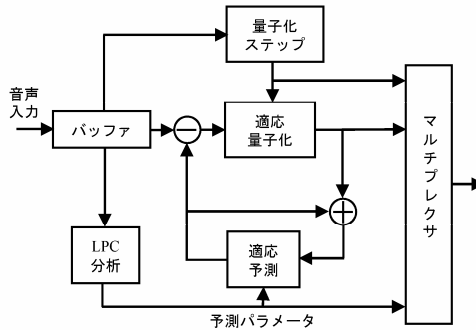 量子化
ステップ
音声
入力
バッファ
適応
量子化
マルチプレクサ
LPC
分析
適応
予測
予測パラメータ